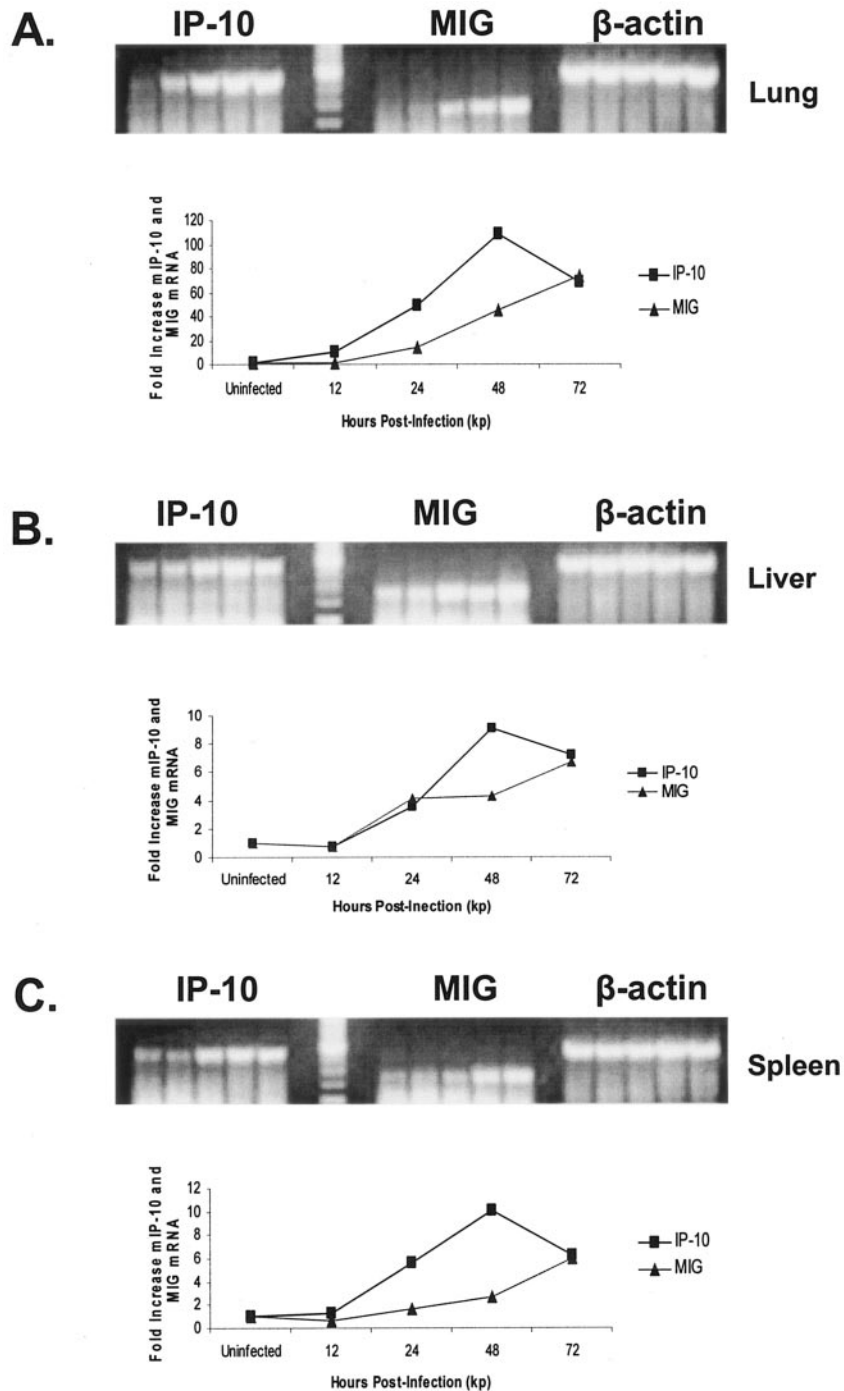 A.
IP-10 MIG β-actin
Lung
Fold Increase mIP-10 and
MIG mRNA
120
100
80
60
40
20
0
Uninfected 12 24 48 72
Hours Post-Infection (kp)
IP-10
MIG
B.
IP-10 MIG β-actin
Liver
Fold Increase mIP-10 and
MIG mRNA
10
8
6
4
2
0
Uninfected 12 24 48 72
Hours Post-Inection (kp)
IP-10
MIG
C.
IP-10 MIG β-actin
Spleen
Fold Increase mIP-10 and
MIG mRNA
12
10
8
6
4
2
0
Uninfected 12 24 48 72
Hours Post-Infection (kp)
IP-10
MIG